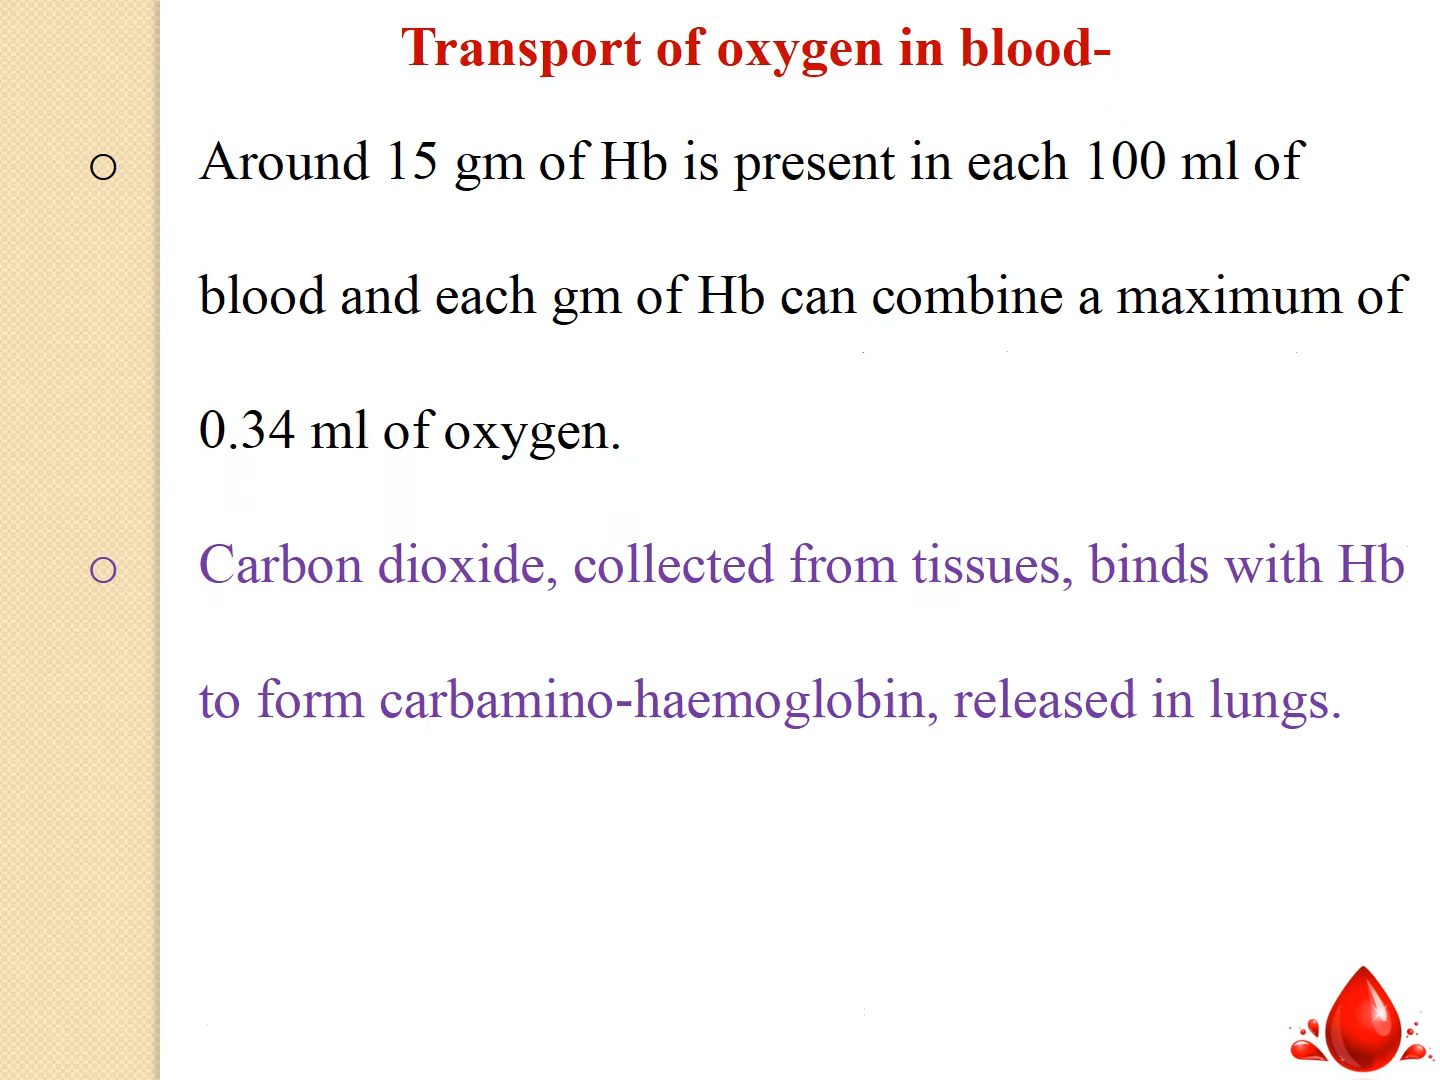 Transport of oxygen in blood-
Around 15 gm of Hb is present in each 100 ml of
blood and each gm of Hb can combine a maximum of
0.34 ml of oxygen.
Carbon dioxide, collected from tissues, binds with Hb
to form carbamino-haemoglobin, released in lungs.